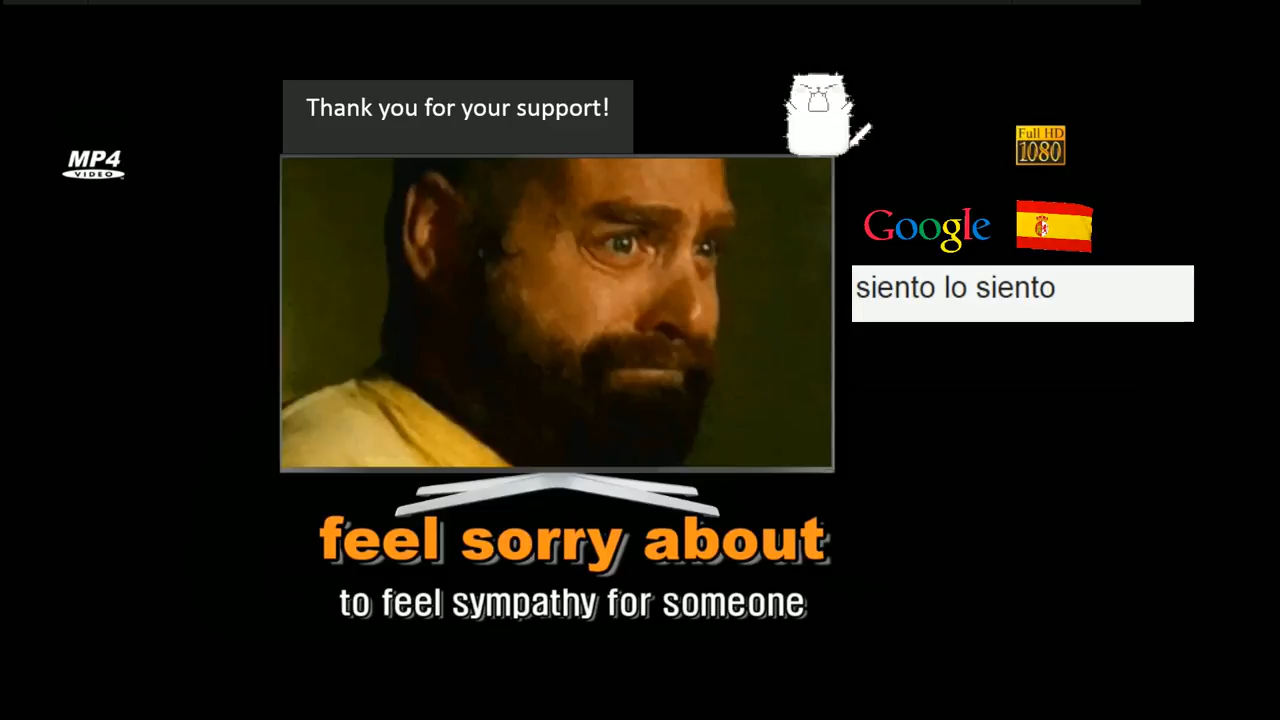 Thank you for your support!
MP4
VIDEO
Full HD
1080
Google
siento lo siento
feel sorry about
to feel sympathy for someone